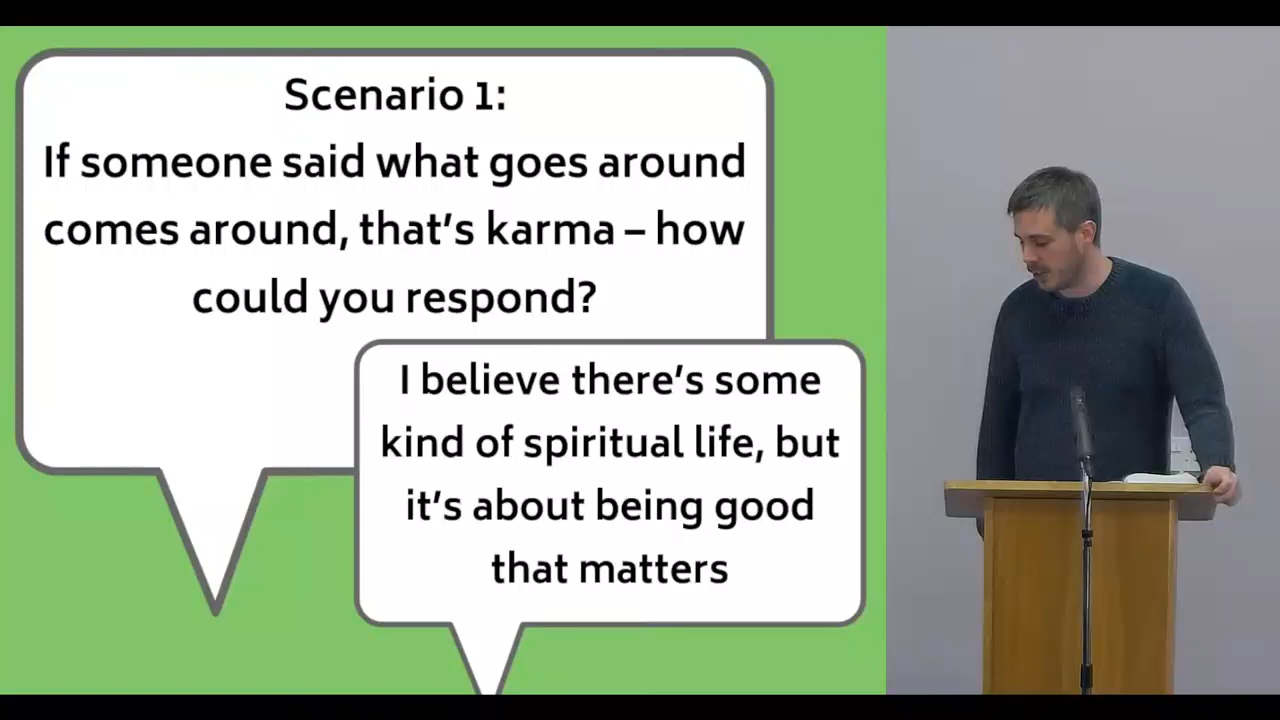 Scenario 1:
If someone said what goes around
comes around, that's karma – how
could you respond?
I believe there's some
kind of spiritual life, but
it's about being good
that matters